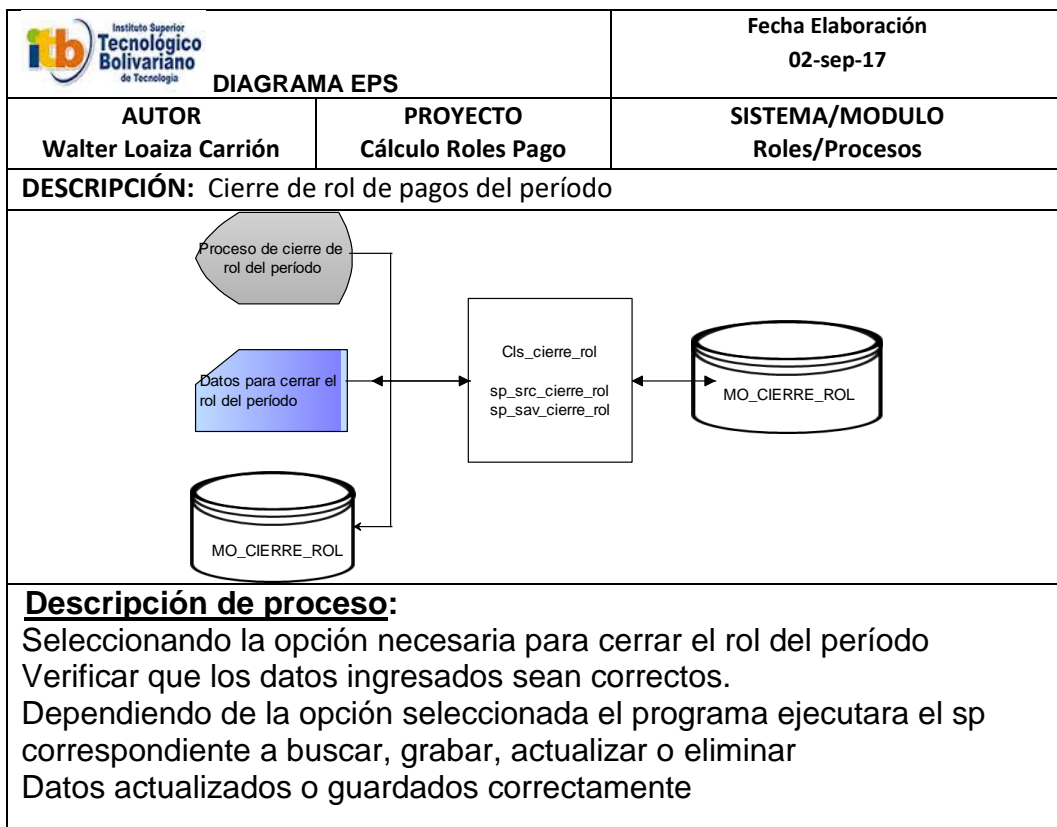 itb
Instituto Superior
Tecnológico
Bolivariano
de Tecnología
DIAGRAMA EPS
Fecha Elaboración
02-sep-17
AUTOR
Walter Loaiza Carrión
PROYECTO
Cálculo Roles Pago
SISTEMA/MODULO
Roles/Procesos
DESCRIPCIÓN: Cierre de rol de pagos del período
Proceso de cierre de
rol del período
Datos para cerrar el
rol del período
MO_CIERRE_ROL
Cls_cierre_rol
sp_src_cierre_rol
sp_sav_cierre_rol
MO_CIERRE_ROL
Descripción de proceso:
Seleccionando la opción necesaria para cerrar el rol del período
Verificar que los datos ingresados sean correctos.
Dependiendo de la opción seleccionada el programa ejecutara el sp
correspondiente a buscar, grabar, actualizar o eliminar
Datos actualizados o guardados correctamente